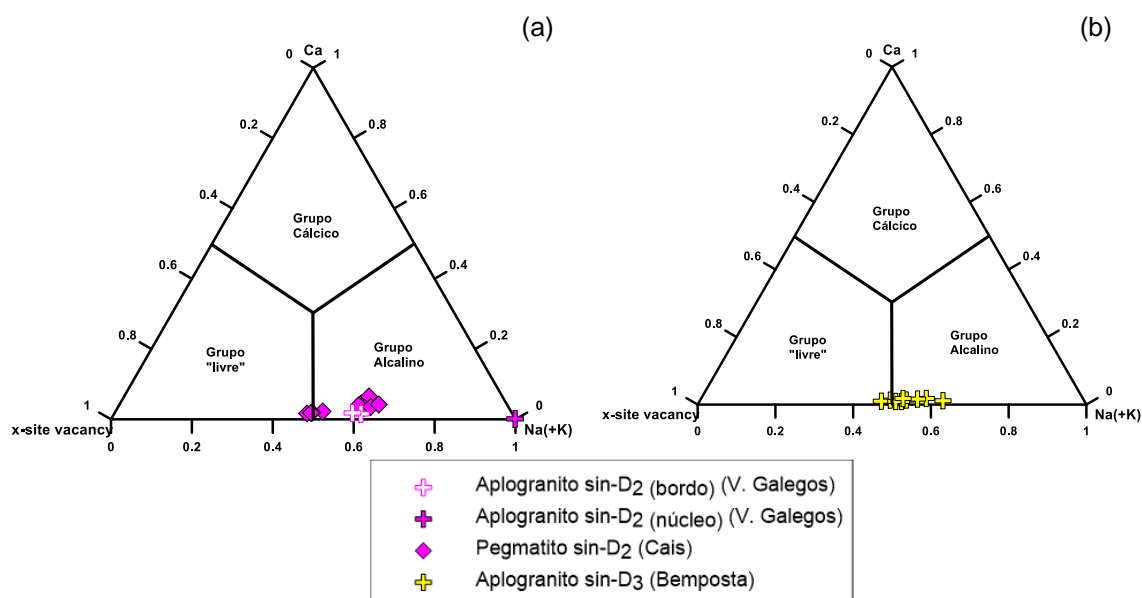 (a)
Ca
0 1
0.2 0.8
0.4 0.6
Grupo
Cálcico
0.6 0.4
0.8 0.2
Grupo
"livre"
Grupo
Alcalino
1 0
x-site vacancy Na(+K)
0 0.2 0.4 0.6 0.8 1
(b)
Ca
0 1
0.2 0.8
0.4 0.6
Grupo
Cálcico
0.6 0.4
0.8 0.2
Grupo
"livre"
Grupo
Alcalino
1 0
x-site vacancy Na(+K)
0 0.2 0.4 0.6 0.8 1
Aplogranito sin-D2 (bordo) (V. Galegos)
Aplogranito sin-D2 (núcleo) (V. Galegos)
Pegmatito sin-D2 (Cais)
Aplogranito sin-D3 (Bemposta)